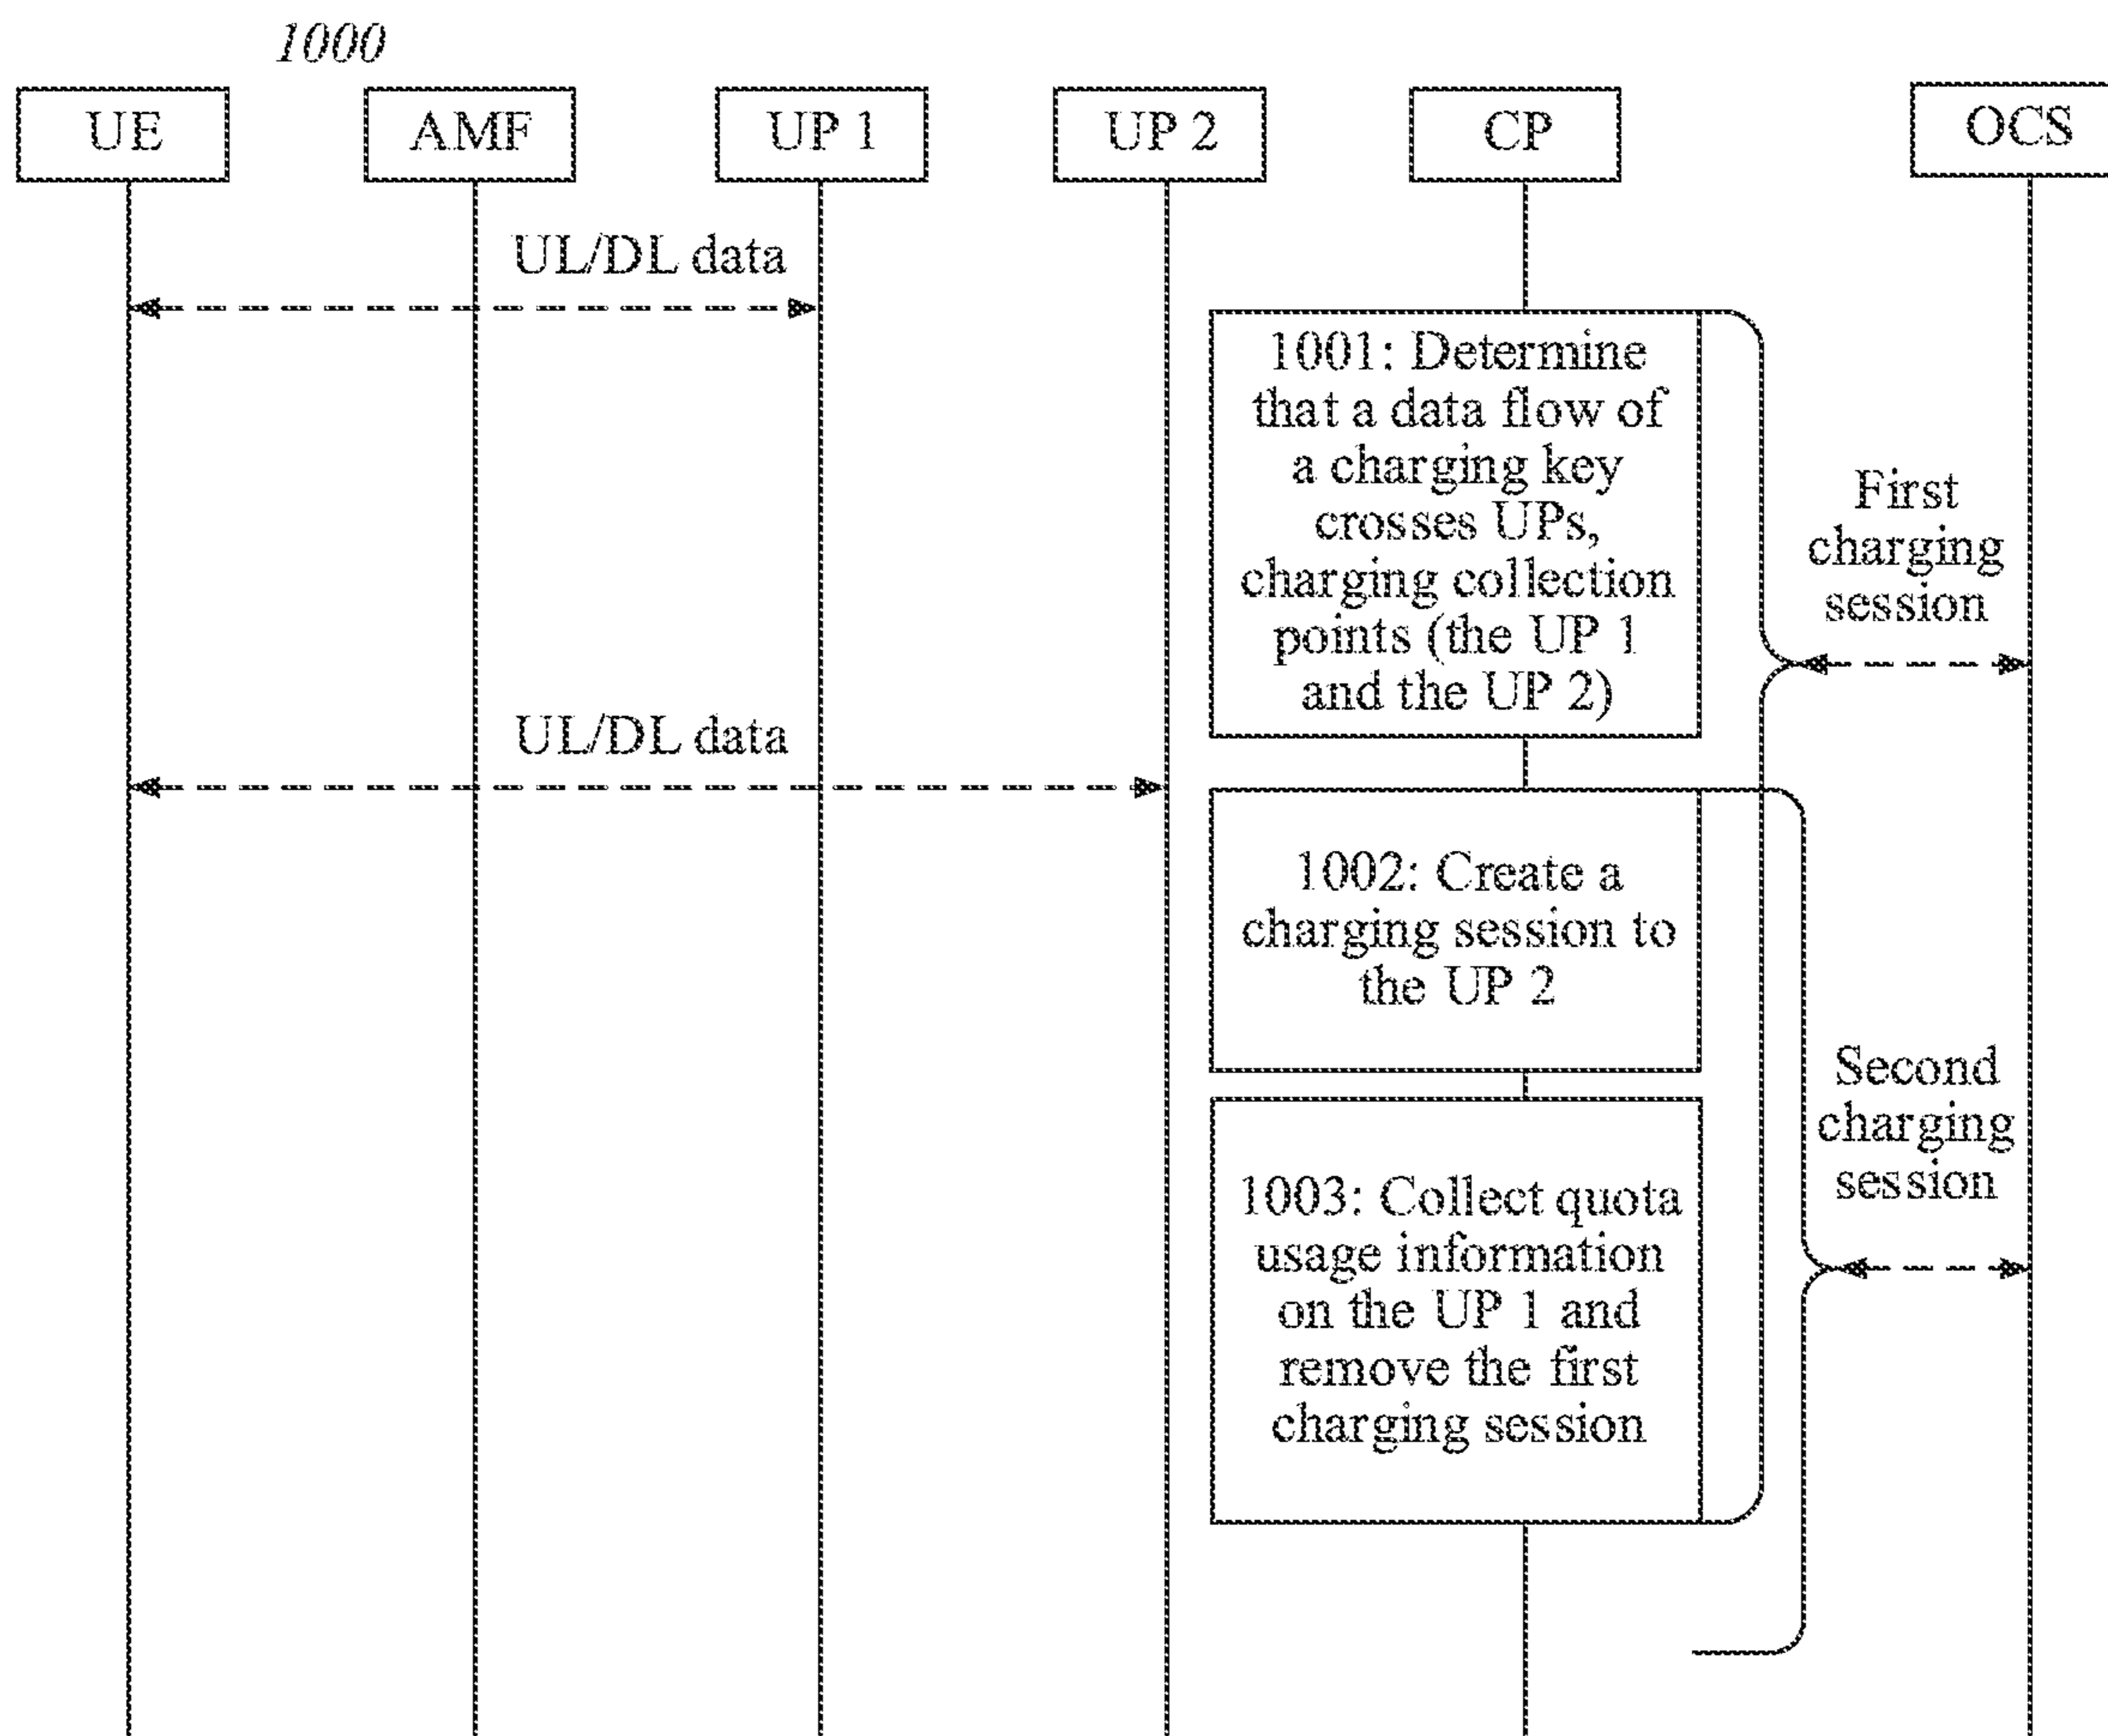 1000
UE
AMF
UP 1
UP 2
CP
OCS
UL/DL data
1001: Determine
that a data flow of
a charging key
crosses UPs,
charging collection
points (the UP 1
and the UP 2)
First
charging
session
UL/DL data
1002: Create a
charging session to
the UP 2
Second
charging
session
1003: Collect quota
usage information
on the UP 1 and
remove the first
charging session